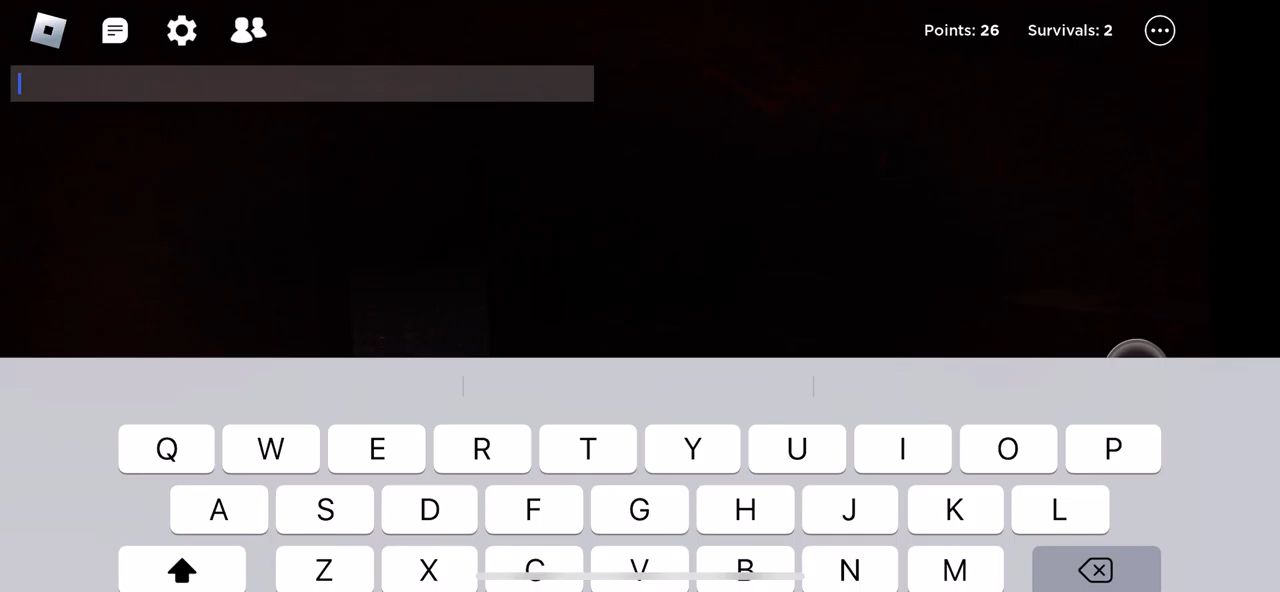 Points: 26 Survivals: 2
Q W E R T Y U I O P
A S D F G H J K L
Z X C V B N M